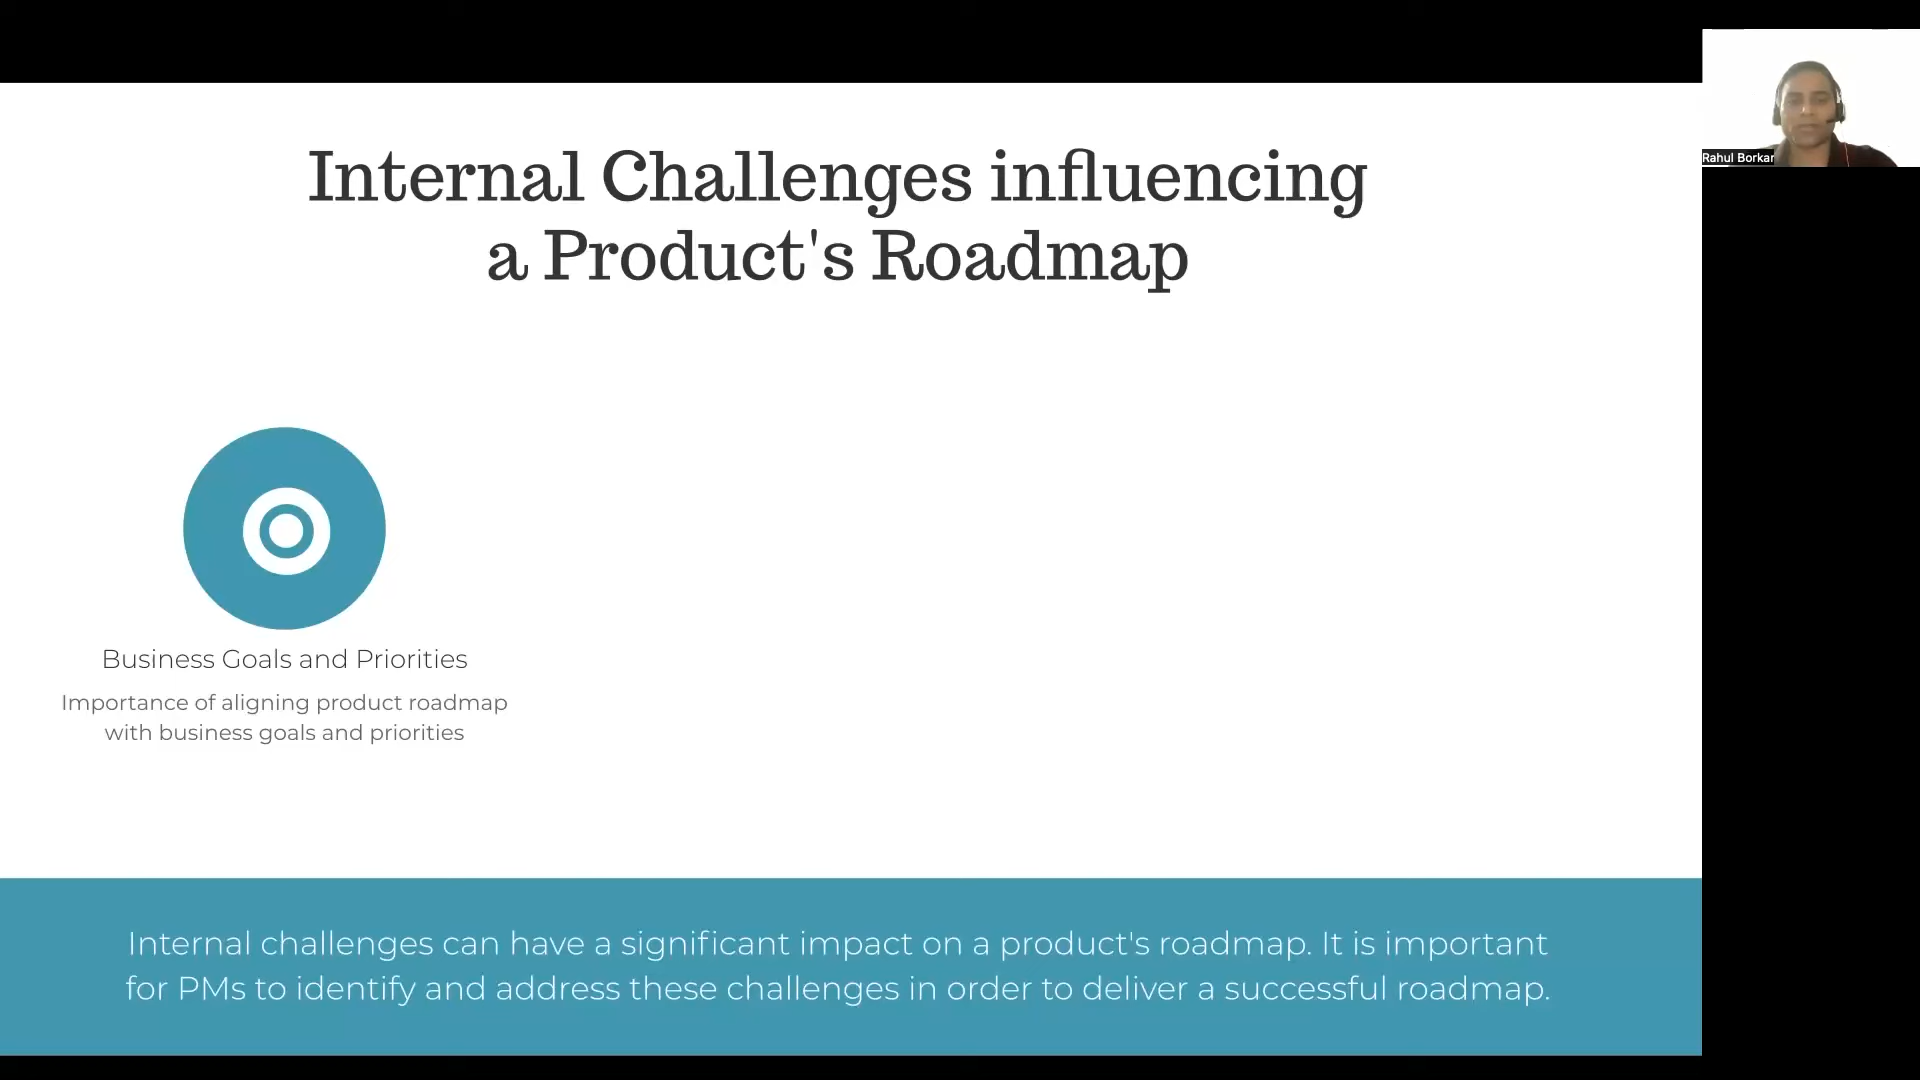 Internal Challenges influencing
a Product's Roadmap
Rahul Borkar
Business Goals and Priorities
Importance of aligning product roadmap
with business goals and priorities
Internal challenges can have a significant impact on a product's roadmap. It is important
for PMs to identify and address these challenges in order to deliver a successful roadmap.